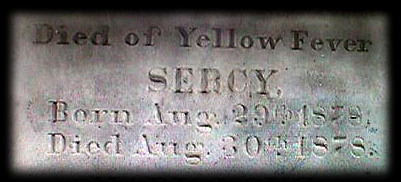 Died of Yellow Fever
SERCY.
Born Aug. 29th 1878.
Died Aug. 30th 1878.